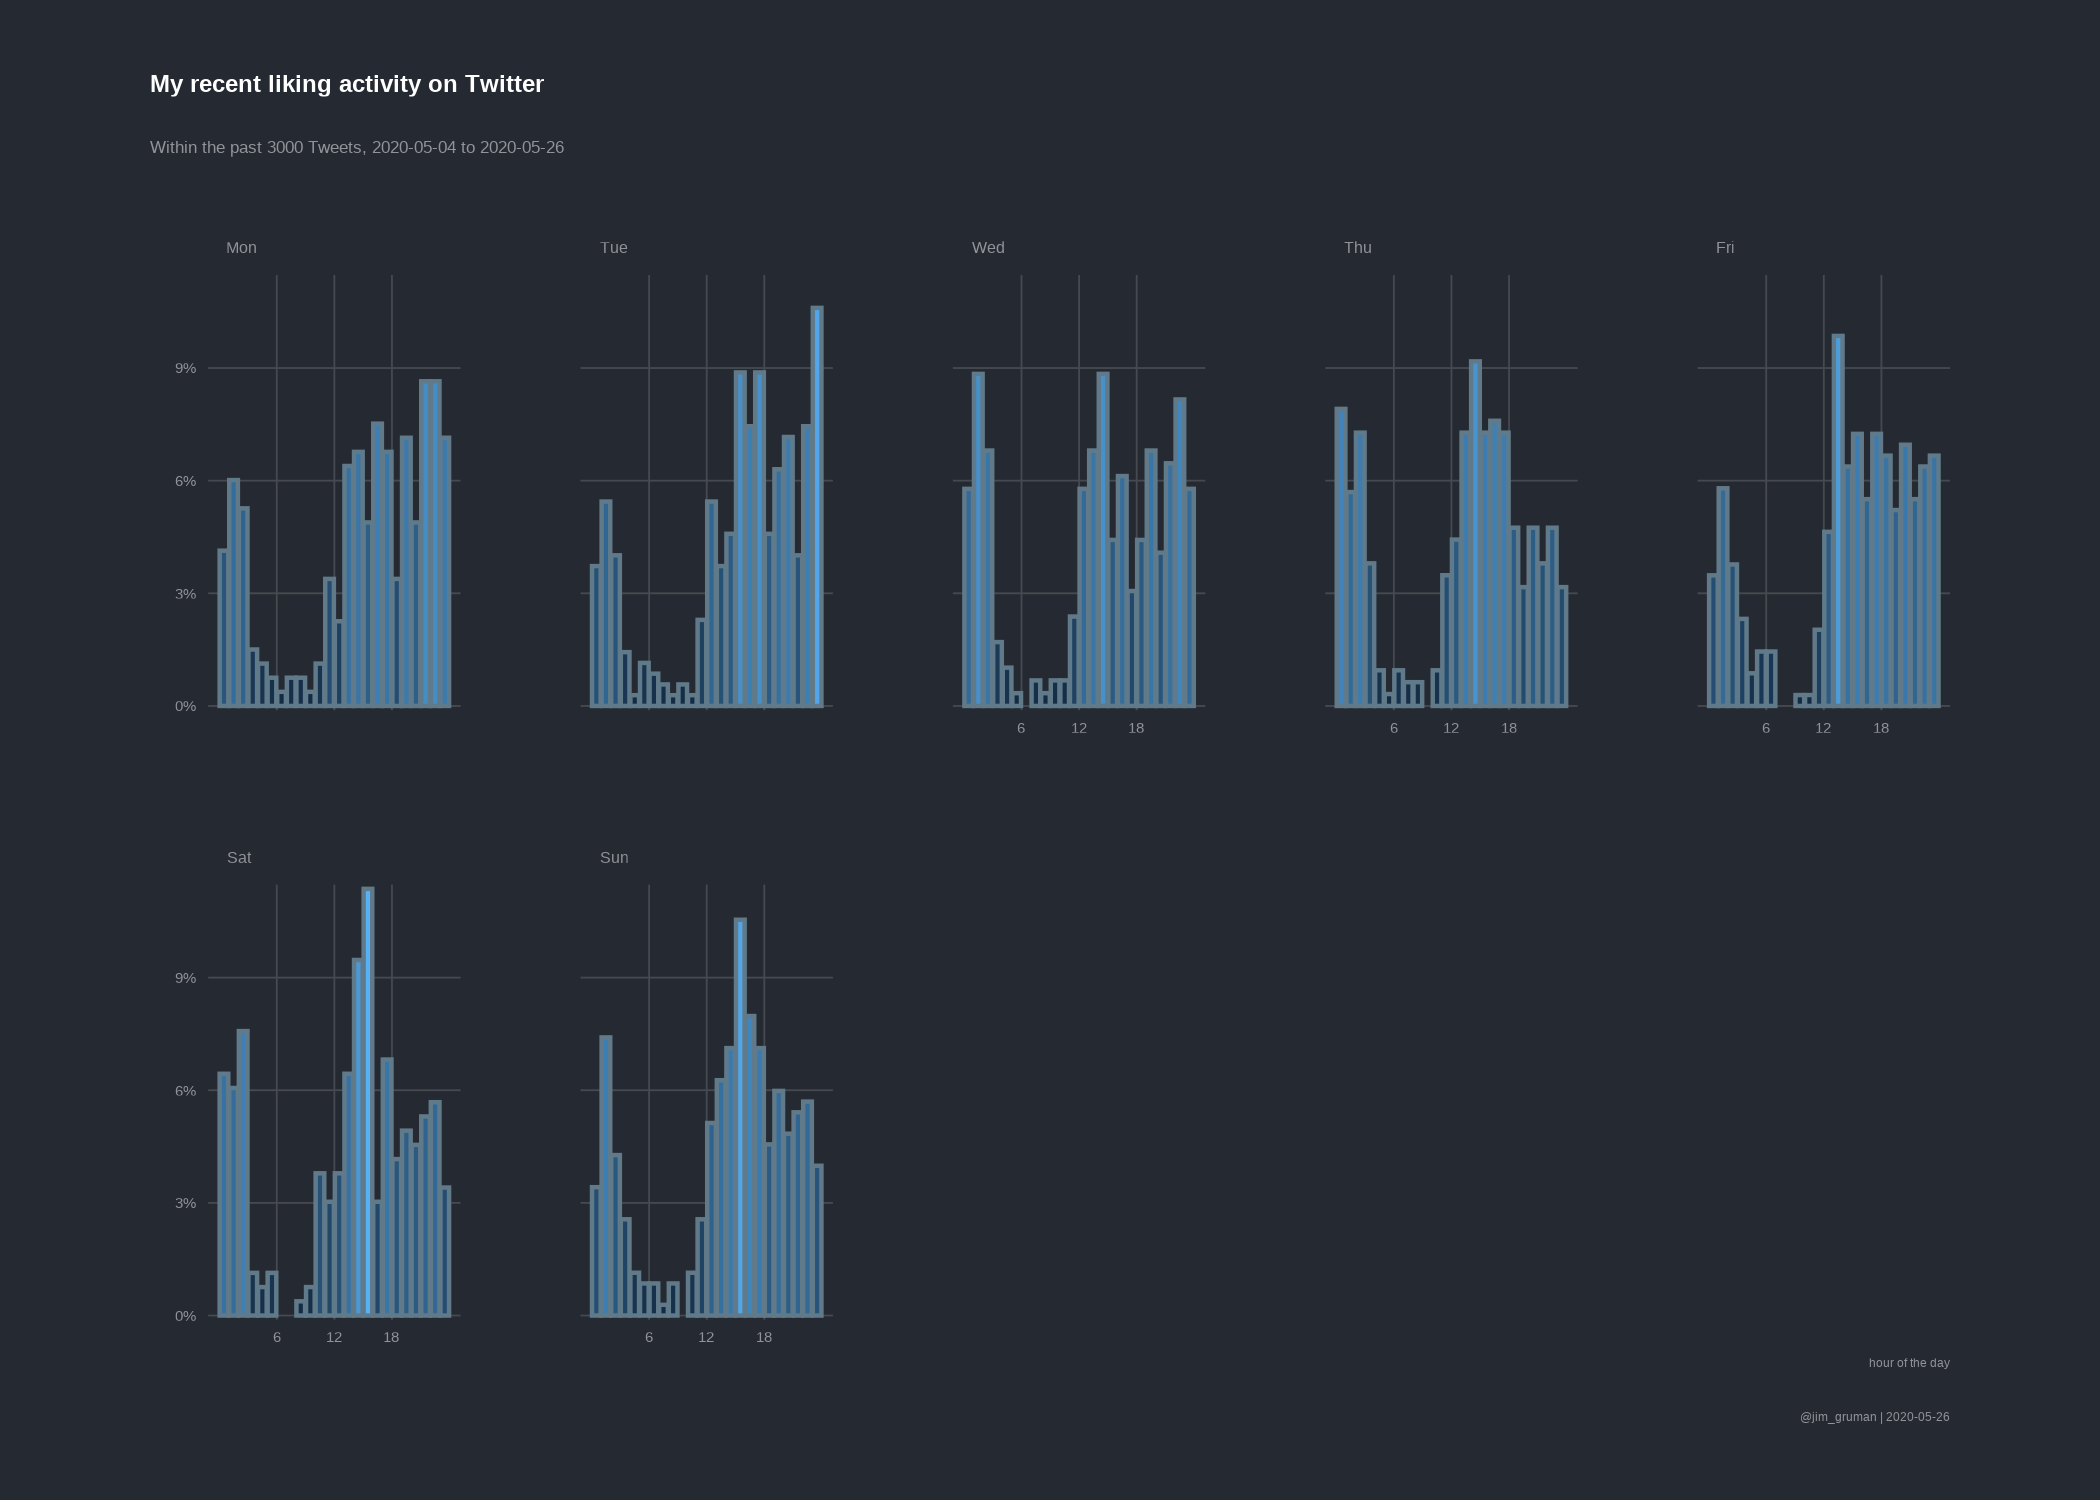 My recent liking activity on Twitter
Within the past 3000 Tweets, 2020-05-04 to 2020-05-26
Mon Tue Wed Thu Fri
9%
6%
3%
0%
6 12 18 6 12 18 6 12 18
Sat Sun
9%
6%
3%
0%
6 12 18 6 12 18
hour of the day
@jim_gruman | 2020-05-26